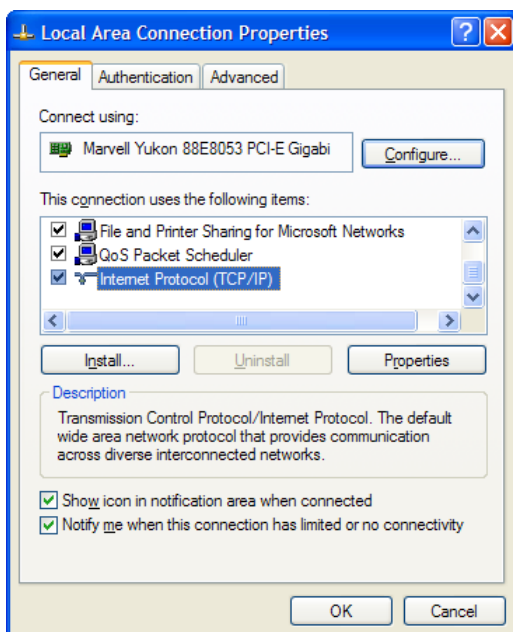 Local Area Connection Properties
General Authentication Advanced
Connect using:
Marvell Yukon 88E8053 PCI-E Gigabi Configure...
This connection uses the following items:
File and Printer Sharing for Microsoft Networks
QoS Packet Scheduler
Internet Protocol (TCP/IP)
Install... Uninstall Properties
Description
Transmission Control Protocol/Internet Protocol. The default
wide area network protocol that provides communication
across diverse interconnected networks.
Show icon in notification area when connected
Notify me when this connection has limited or no connectivity
OK Cancel